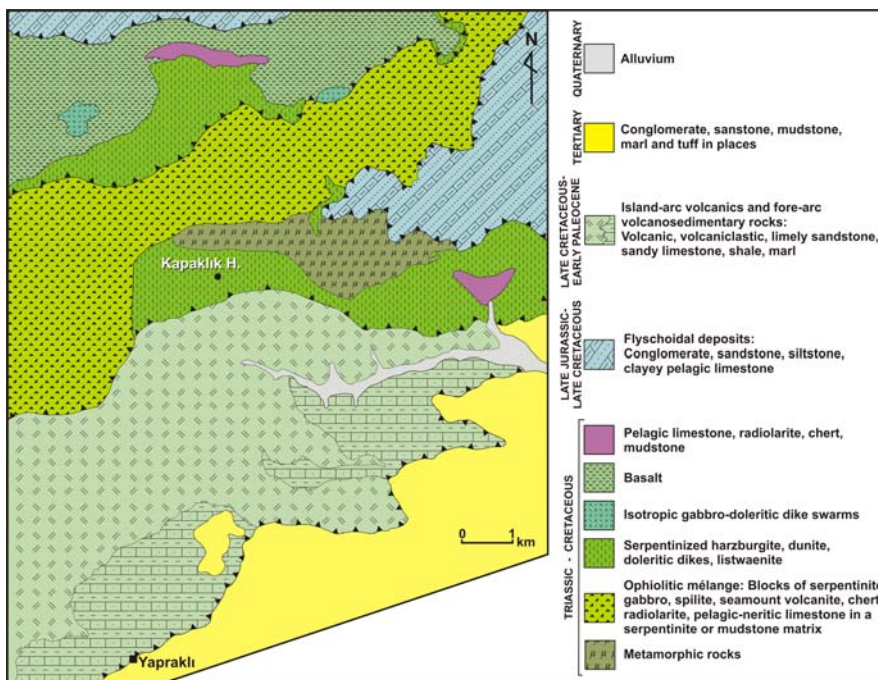 N
Kapaklık H.
0 1
km
Yapraklı
QUATERNARY
Alluvium
TERTIARY
Conglomerate, sanstone, mudstone,
marl and tuff in places
LATE CRETACEOUS-
EARLY PALEOCENE
Island-arc volcanics and fore-arc
volcanosedimentary rocks:
Volcanic, volcaniclastic, limely sandstone,
sandy limestone, shale, marl
LATE JURASSIC-
LATE CRETACEOUS
Flyschoidal deposits:
Conglomerate, sandstone, siltstone,
clayey pelagic limestone
TRIASSIC - CRETACEOUS
Pelagic limestone, radiolarite, chert,
mudstone
Basalt
Isotropic gabbro-doleritic dike swarms
Serpentinized harzburgite, dunite,
doleritic dikes, listwaenite
Ophiolitic mélange: Blocks of serpentinite
gabbro, spilite, seamount volcanite, chert
radiolarite, pelagic-neritic limestone in a
serpentinite or mudstone matrix
Metamorphic rocks